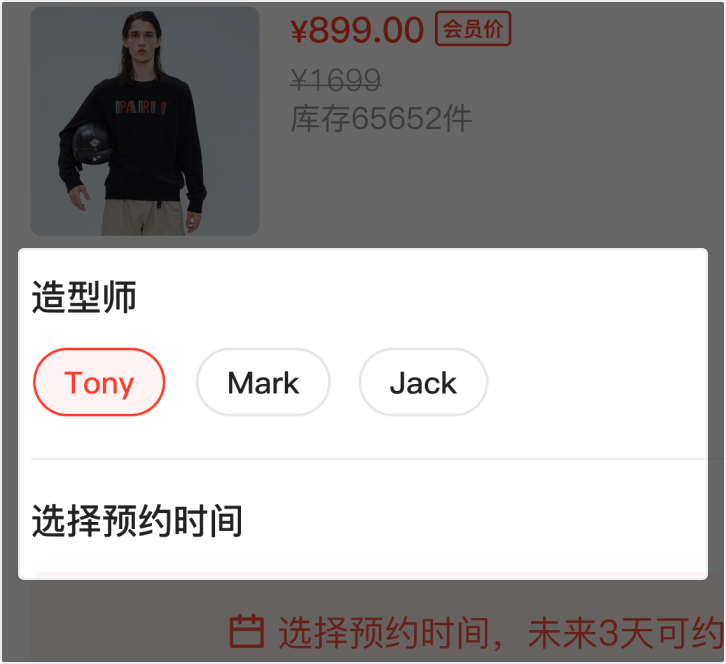 ¥899.00 会员价
¥1699
库存65652件
造型师
Tony Mark Jack
选择预约时间
选择预约时间，未来3天可约